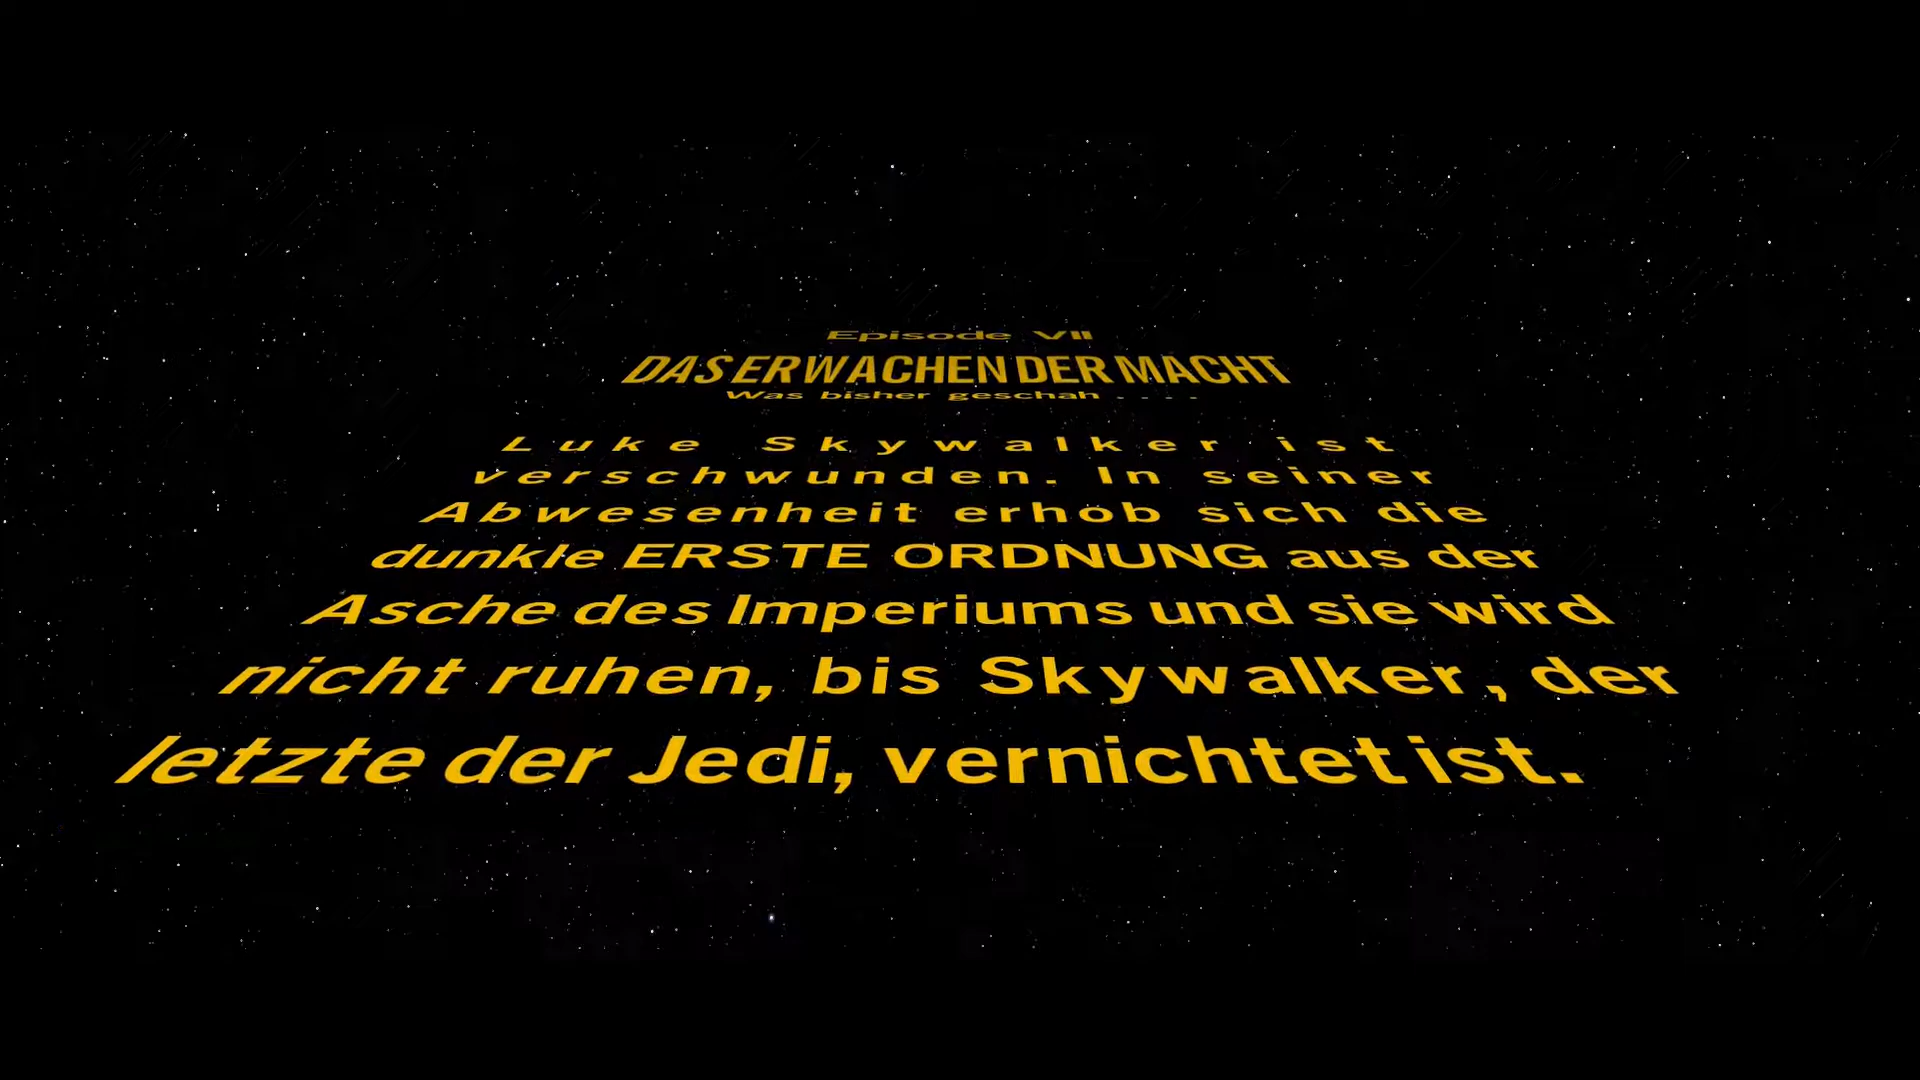 Episode VII
DAS ERWACHEN DER MACHT
Was bisher geschah . . . .
Luke Skywalker ist
verschwunden. In seiner
Abwesenheit erhob sich die
dunkle ERSTE ORDNUNG aus der
Asche des Imperiums und sie wird
nicht ruhen, bis Skywalker, der
letzte der Jedi, vernichtet ist.